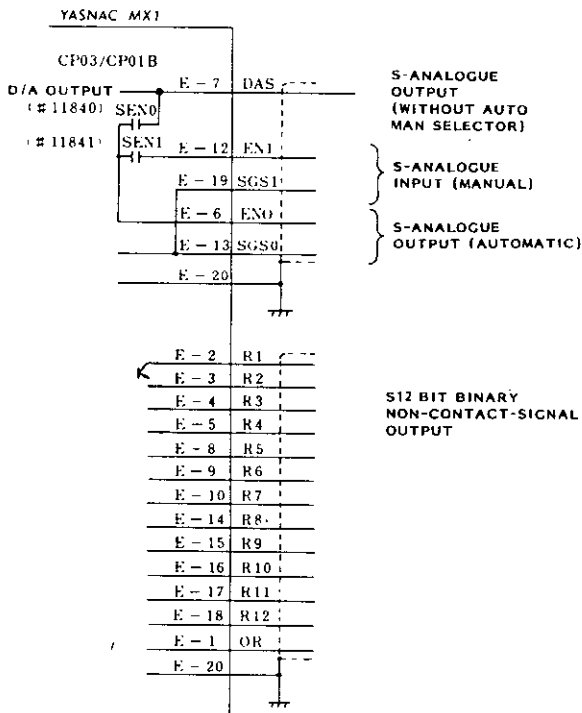 YASNAC MX1
CP03/CP01B
D/A OUTPUT
(#11840) SEN0
(#11841) SEN1
E-7 DAS
E-12 EN1
E-19 SGS1
E-6 EN0
E-13 SGS0
E-20
S-ANALOGUE
OUTPUT
(WITHOUT AUTO
MAN SELECTOR)
S-ANALOGUE
INPUT (MANUAL)
S-ANALOGUE
OUTPUT (AUTOMATIC)
E-2 R1
E-3 R2
E-4 R3
E-5 R4
E-8 R5
E-9 R6
E-10 R7
E-14 R8
E-15 R9
E-16 R10
E-17 R11
E-18 R12
E-1 OR
E-20
S12 BIT BINARY
NON-CONTACT-SIGNAL
OUTPUT